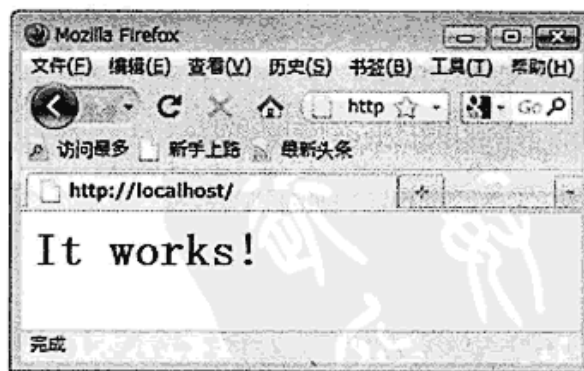 Mozilla Firefox
文件(F) 编辑(E) 查看(V) 历史(S) 书签(B) 工具(T) 帮助(H)
http Go
访问最多 新手上路 最新头条
http://localhost/
It works!
完成